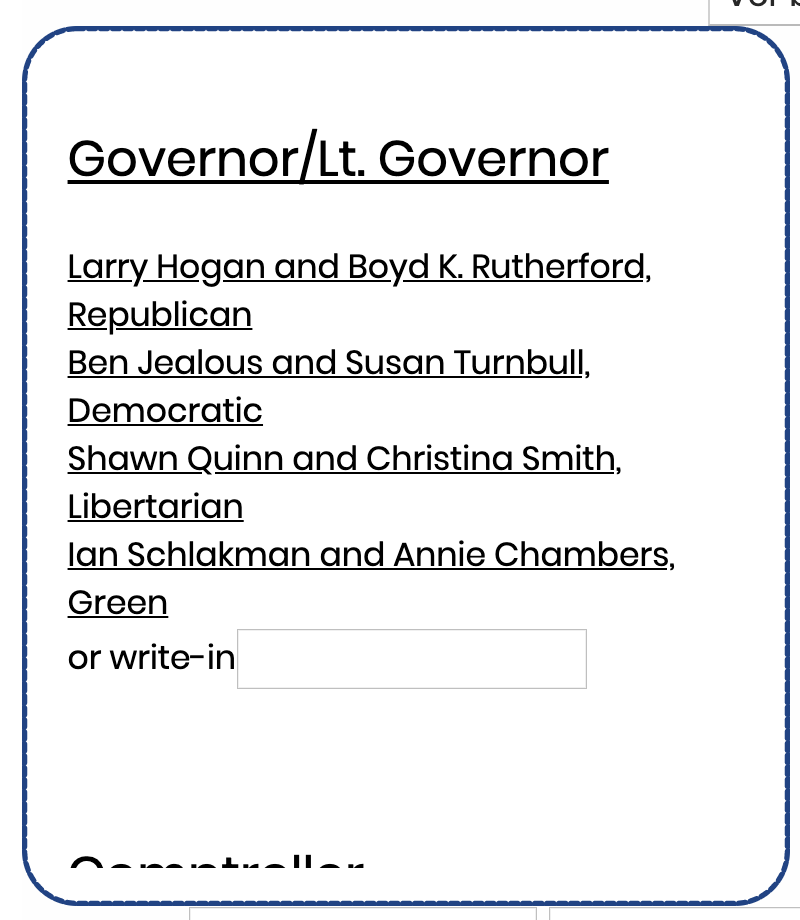 Governor/Lt. Governor
Larry Hogan and Boyd K. Rutherford,
Republican
Ben Jealous and Susan Turnbull,
Democratic
Shawn Quinn and Christina Smith,
Libertarian
Ian Schlakman and Annie Chambers,
Green
or write-in
Comptroller